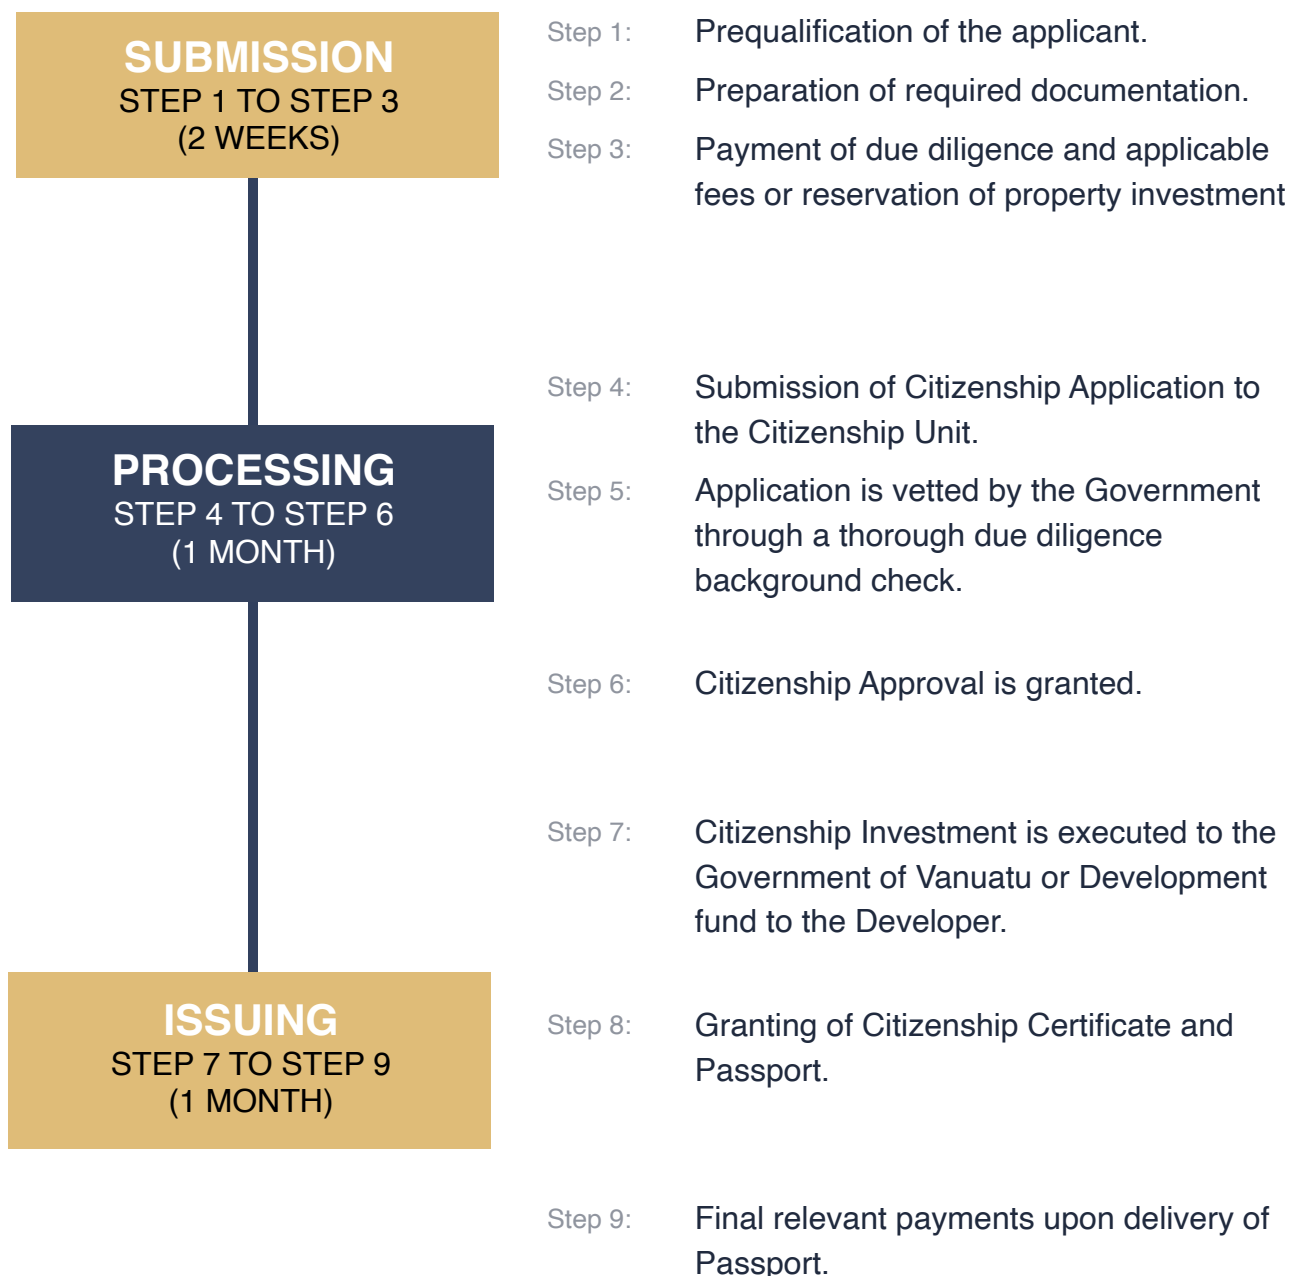 SUBMISSION
STEP 1 TO STEP 3
(2 WEEKS)
Step 1: Prequalification of the applicant.
Step 2: Preparation of required documentation.
Step 3: Payment of due diligence and applicable
fees or reservation of property investment
PROCESSING
STEP 4 TO STEP 6
(1 MONTH)
Step 4: Submission of Citizenship Application to
the Citizenship Unit.
Step 5: Application is vetted by the Government
through a thorough due diligence
background check.
Step 6: Citizenship Approval is granted.
ISSUING
STEP 7 TO STEP 9
(1 MONTH)
Step 7: Citizenship Investment is executed to the
Government of Vanuatu or Development
fund to the Developer.
Step 8: Granting of Citizenship Certificate and
Passport.
Step 9: Final relevant payments upon delivery of
Passport.